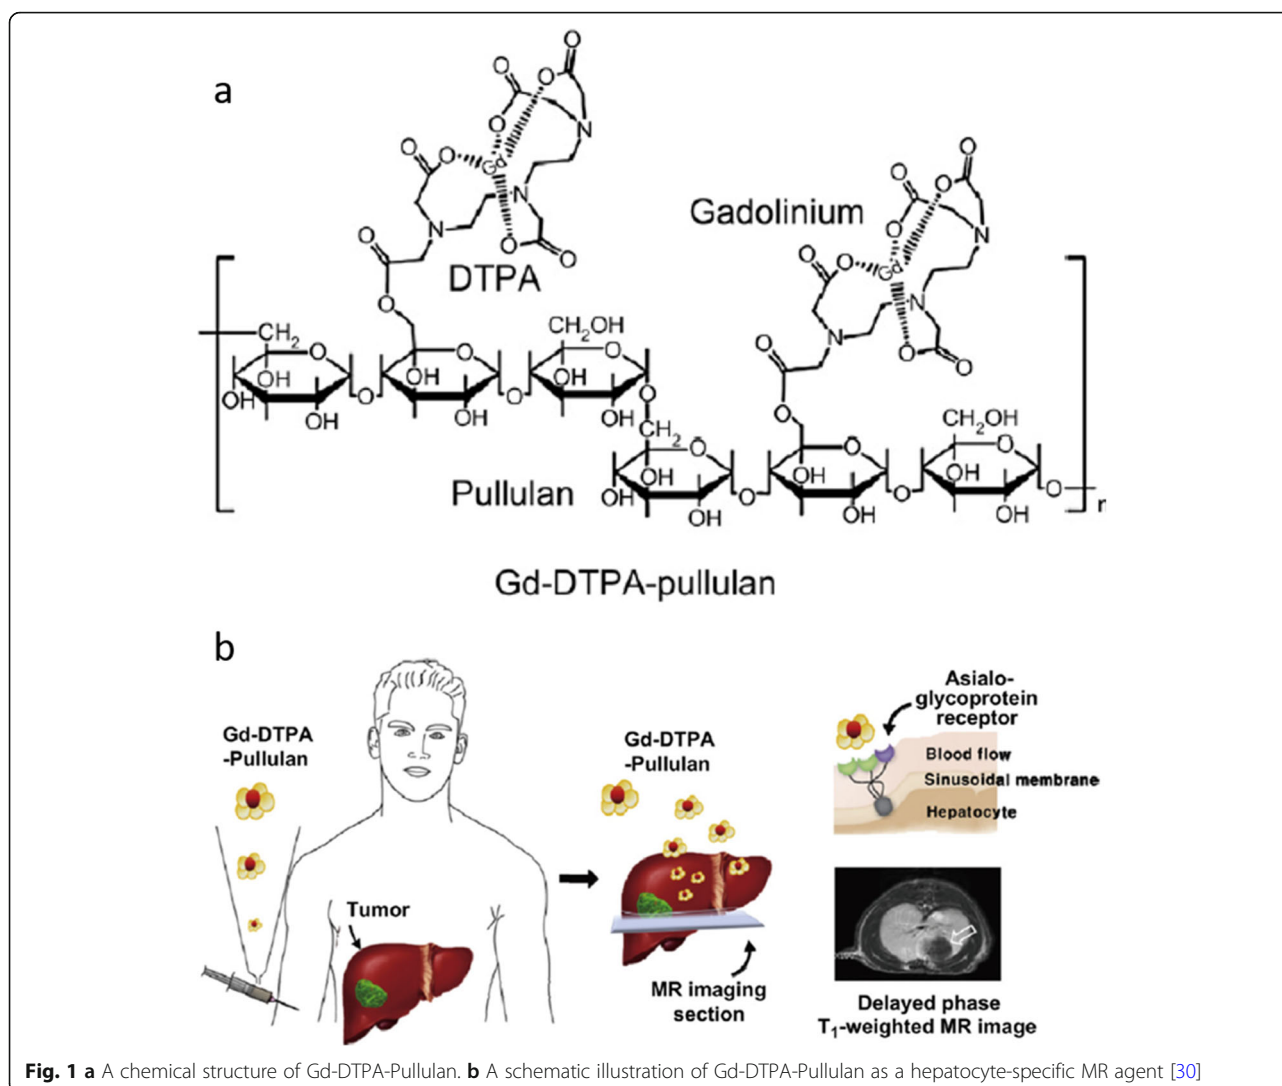 a
O
O
O
O
O
O
N
Gd
O
N
N
O
O
O
DTPA
O
Gadolinium
O
O
O
O
O
O
N
Gd
O
N
N
O
O
O
O
CH2
O
OH
OH
OH
O
O
OH
OH
O
CH2OH
O
OH
OH
O
CH2
O
OH
OH
OH
O
O
OH
OH
O
CH2OH
O
OH
OH
O
n
Pullulan
Gd-DTPA-pullulan
b
Gd-DTPA
-Pullulan
Tumor
Gd-DTPA
-Pullulan
MR imaging
section
Asialo-
glycoprotein
receptor
Blood flow
Sinusoidal membrane
Hepatocyte
Delayed phase
T1-weighted MR image
Fig. 1 a A chemical structure of Gd-DTPA-Pullulan. b A schematic illustration of Gd-DTPA-Pullulan as a hepatocyte-specific MR agent [30]